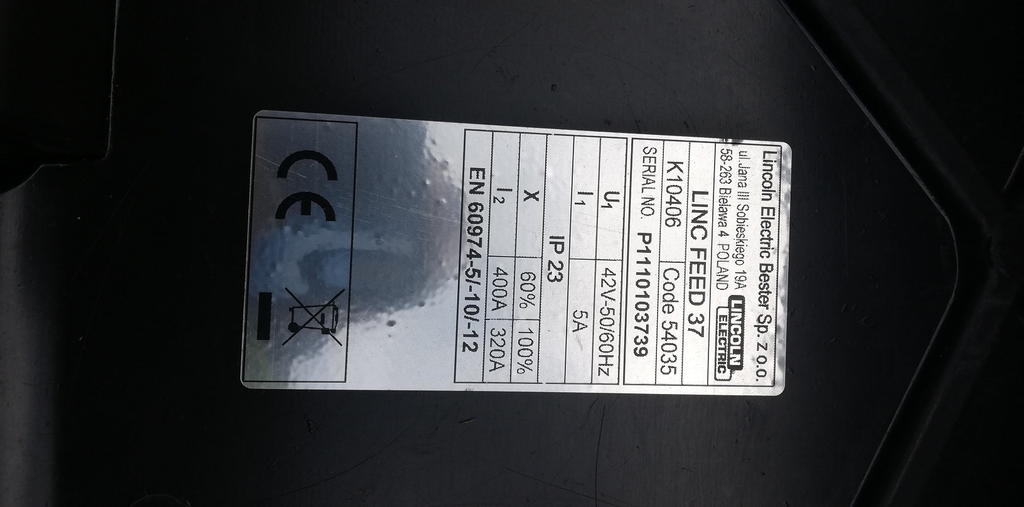 Lincoln Electric Bester Sp. z o.o.
ul.Jana III Sobieskiego 19A
58-263 Bielawa 4 POLAND
LINCOLN
ELECTRIC
LINC FEED 37
K10406 Code 54035
SERIAL NO. P1110103739
U1 42V-50/60Hz
I1 5A
IP 23
X 60% 100%
I2 400A 320A
EN 60974-5/-10/-12
CE